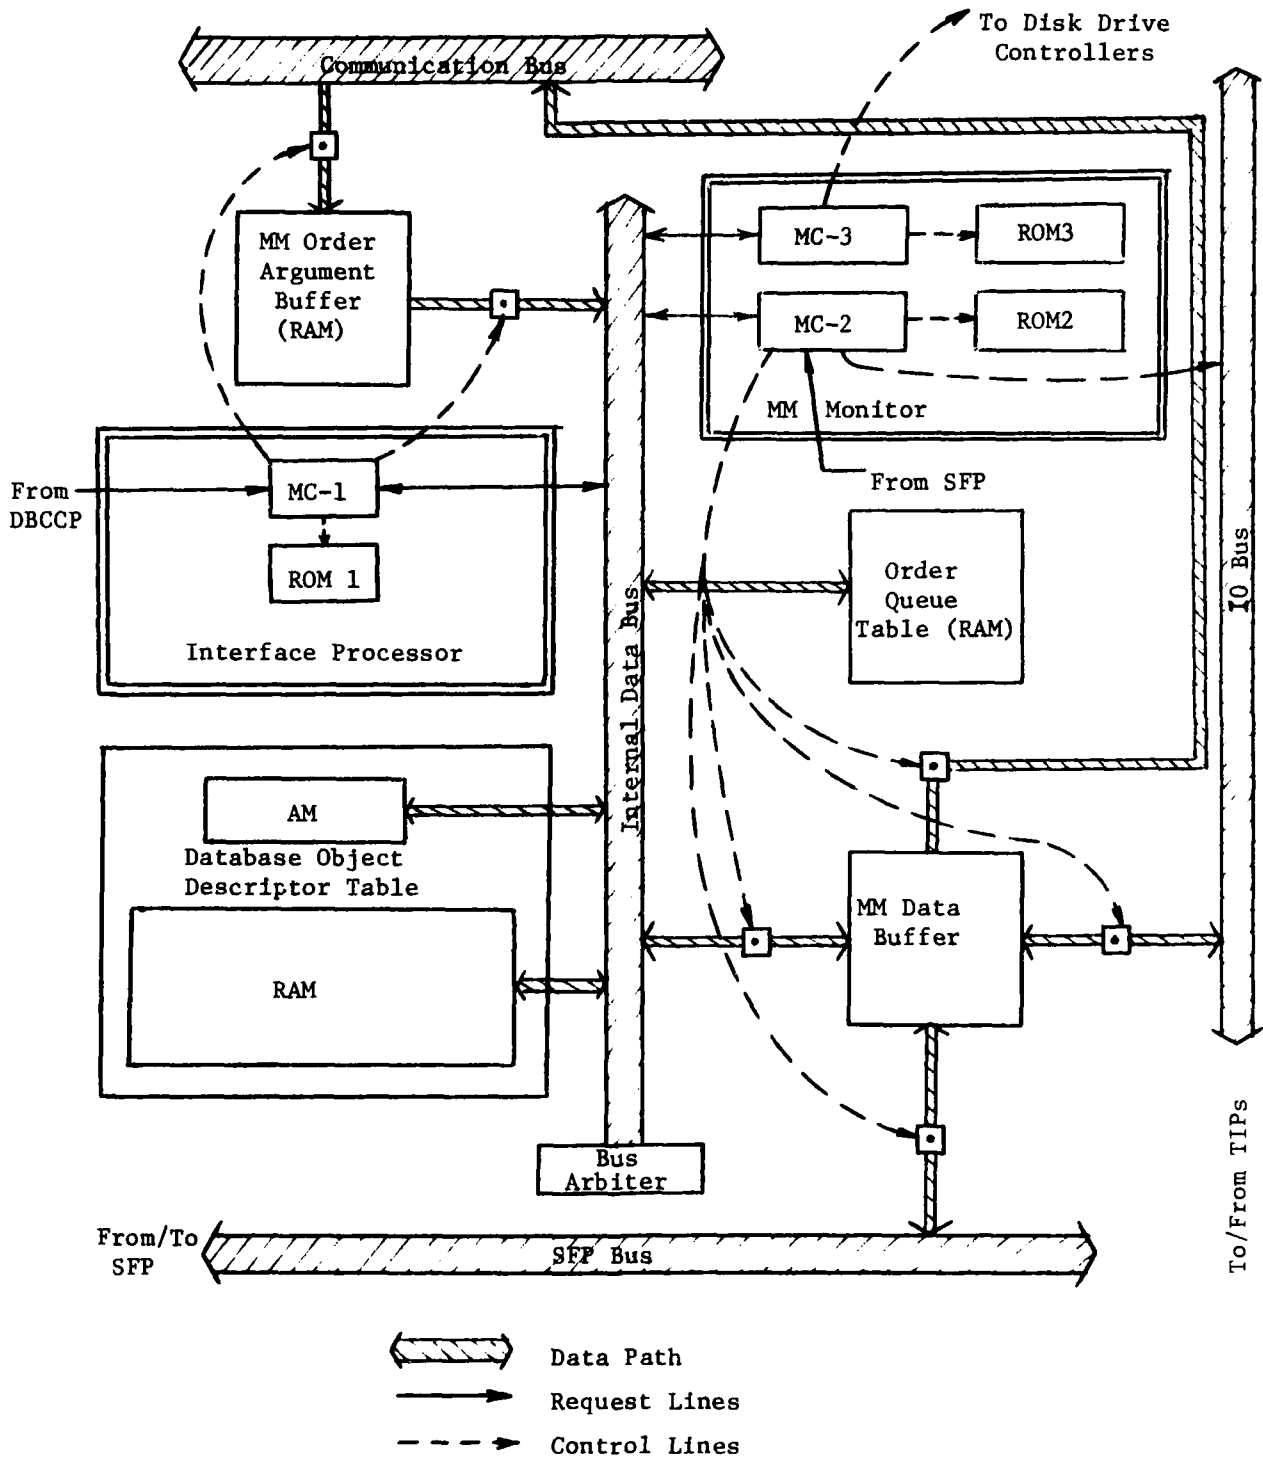 To Disk Drive
Controllers
Communication Bus
MM Order
Argument
Buffer
(RAM)
MC-3
ROM3
MC-2
ROM2
MM Monitor
From SFP
From
DBCCP
MC-1
ROM 1
Interface Processor
Order
Queue
Table (RAM)
IO Bus
Internal Data Bus
AM
Database Object
Descriptor Table
RAM
MM Data
Buffer
Bus
Arbiter
To/From TIPs
From/To
SFP
SFP Bus
Data Path
Request Lines
Control Lines